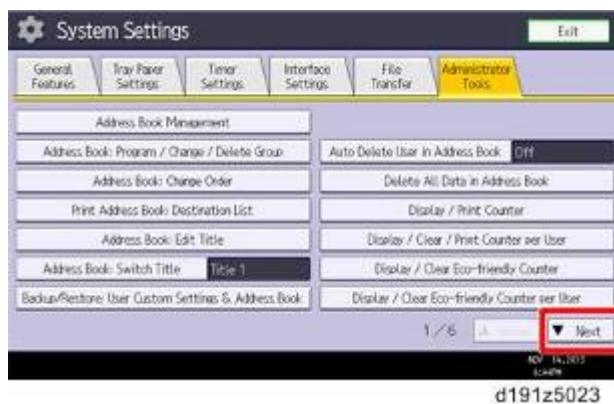 System Settings
Exit
General Features
Tray Paper Settings
Timer Settings
Interface Settings
File Transfer
Administrator Tools
Address Book Management
Address Book: Program / Change / Delete Group
Auto Delete User in Address Book
Off
Address Book: Change Order
Delete All Data in Address Book
Print Address Book: Destination List
Display / Print Counter
Address Book: Edit Title
Display / Clear / Print Counter per User
Address Book: Switch Title
Title 1
Display / Clear Eco-friendly Counter
Backup/Restore: User Custom Settings & Address Book
Display / Clear Eco-friendly Counter per User
1/6
▼ Next
NOV 14,2013
d191z5023